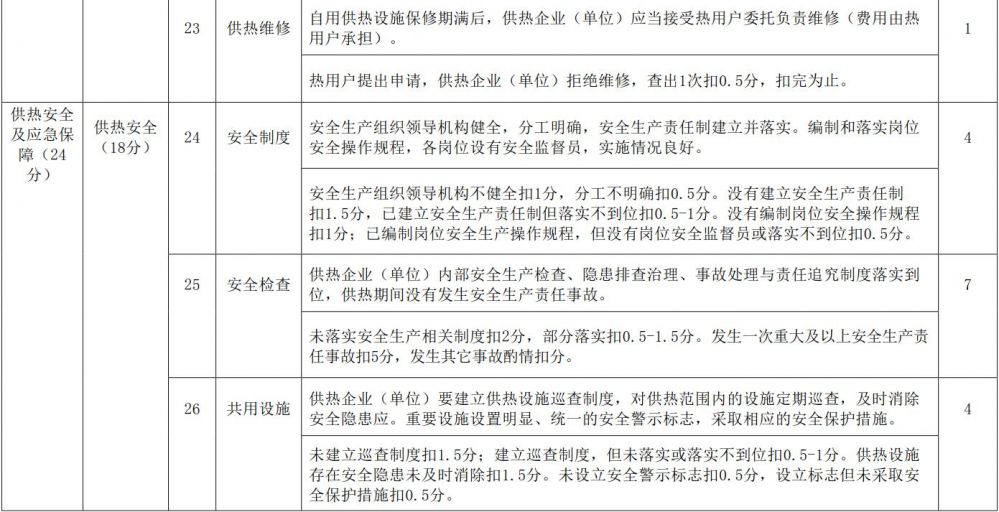 23
供热维修
自用供热设施保修期满后，供热企业（单位）应当接受热用户委托负责维修（费用由热
用户承担）。
1
热用户提出申请，供热企业（单位）拒绝维修，查出1次扣0.5分，扣完为止。
供热安全
及应急保
障（24
分）
供热安全
（18分）
24
安全制度
安全生产组织领导机构健全，分工明确，安全生产责任制建立并落实。编制和落实岗位
安全操作规程，各岗位设有安全监督员，实施情况良好。
4
安全生产组织领导机构不健全扣1分，分工不明确扣0.5分。没有建立安全生产责任制
扣1.5分，已建立安全生产责任制但落实不到位扣0.5-1分。没有编制岗位安全操作规程
扣1分；已编制岗位安全生产操作规程，但没有岗位安全监督员或落实不到位扣0.5分。
25
安全检查
供热企业（单位）内部安全生产检查、隐患排查治理、事故处理与责任追究制度落实到
位，供热期间没有发生安全生产责任事故。
7
未落实安全生产相关制度扣2分，部分落实扣0.5-1.5分。发生一次重大及以上安全生产责
任事故扣5分，发生其它事故酌情扣分。
26
共用设施
供热企业（单位）要建立供热设施巡查制度，对供热范围内的设施定期巡查，及时消除
安全隐患应。重要设施设置明显、统一的安全警示标志，采取相应的安全保护措施。
4
未建立巡查制度扣1.5分；建立巡查制度，但未落实或落实不到位扣0.5-1分。供热设施
存在安全隐患未及时消除扣1.5分。未设立安全警示标志扣0.5分，设立标志但未采取安
全保护措施扣0.5分。